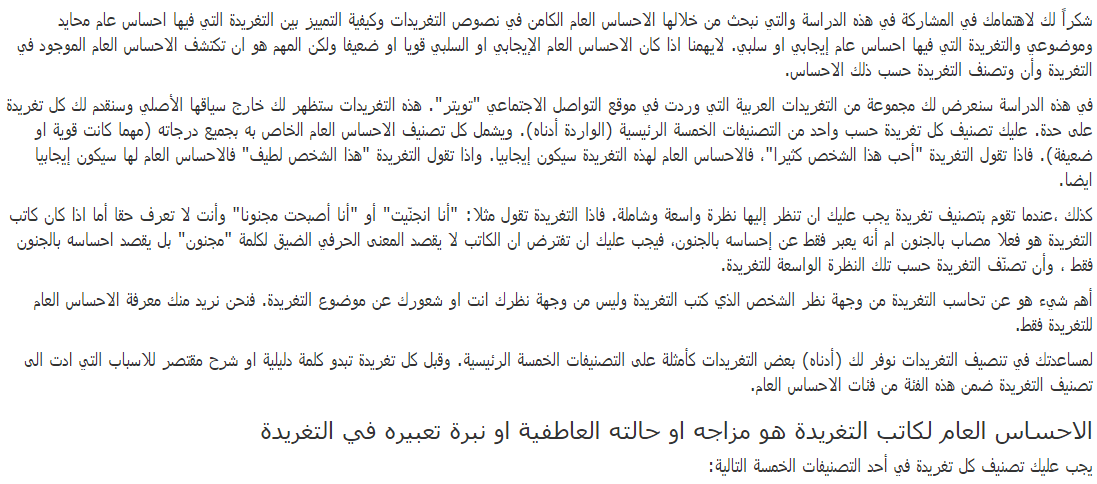 شكراً لك لاهتمامك في المشاركة في هذه الدراسة والتي نبحث من خلالها الاحساس العام الكامن في نصوص التغريدات وكيفية التمييز بين التغريدة التي فيها احساس عام محايد
وموضوعي والتغريدة التي فيها احساس عام إيجابي او سلبي. لايهمنا اذا كان الاحساس العام الإيجابي او السلبي قويا او ضعيفا ولكن المهم هو ان تكتشف الاحساس العام الموجود في
التغريدة وأن وتصنف التغريدة حسب ذلك الاحساس.
في هذه الدراسة سنعرض لك مجموعة من التغريدات العربية التي وردت في موقع التواصل الاجتماعي "تويتر". هذه التغريدات ستظهر لك خارج سياقها الأصلي وسنقدم لك كل تغريدة
على حدة. عليك تصنيف كل تغريدة حسب واحد من التصنيفات الخمسة الرئيسية (الواردة أدناه). ويشمل كل تصنيف الاحساس العام الخاص به بجميع درجاته (مهما كانت قوية او
ضعيفة). فاذا تقول التغريدة "أحب هذا الشخص كثيرا"، فالاحساس العام لهذه التغريدة سيكون إيجابيا. واذا تقول التغريدة "هذا الشخص لطيف" فالاحساس العام لها سيكون إيجابيا
ايضا.
كذلك ،عندما تقوم بتصنيف تغريدة يجب عليك ان تنظر إليها نظرة واسعة وشاملة. فاذا التغريدة تقول مثلا: "أنا انجنّيت" أو "أنا أصبحت مجنونا" وأنت لا تعرف حقا أما اذا كان كاتب
التغريدة هو فعلا مصاب بالجنون ام أنه يعبر فقط عن إحساسه بالجنون، فيجب عليك ان تفترض ان الكاتب لا يقصد المعنى الحرفي الضيق لكلمة "مجنون" بل يقصد احساسه بالجنون
فقط ، وأن تصنّف التغريدة حسب تلك النظرة الواسعة للتغريدة.
أهم شيء هو عن تحاسب التغريدة من وجهة نظر الشخص الذي كتب التغريدة وليس من وجهة نظرك انت او شعورك عن موضوع التغريدة. فنحن نريد منك معرفة الاحساس العام
للتغريدة فقط.
لمساعدتك في تنصيف التغريدات نوفر لك (أدناه) بعض التغريدات كأمثلة على التصنيفات الخمسة الرئيسية. وقبل كل تغريدة تبدو كلمة دليلية او شرح مقتصر للاسباب التي ادت الى
تصنيف التغريدة ضمن هذه الفئة من فئات الاحساس العام.
الاحساس العام لكاتب التغريدة هو مزاجه او حالته العاطفية او نبرة تعبيره في التغريدة
يجب عليك تصنيف كل تغريدة في أحد التصنيفات الخمسة التالية: